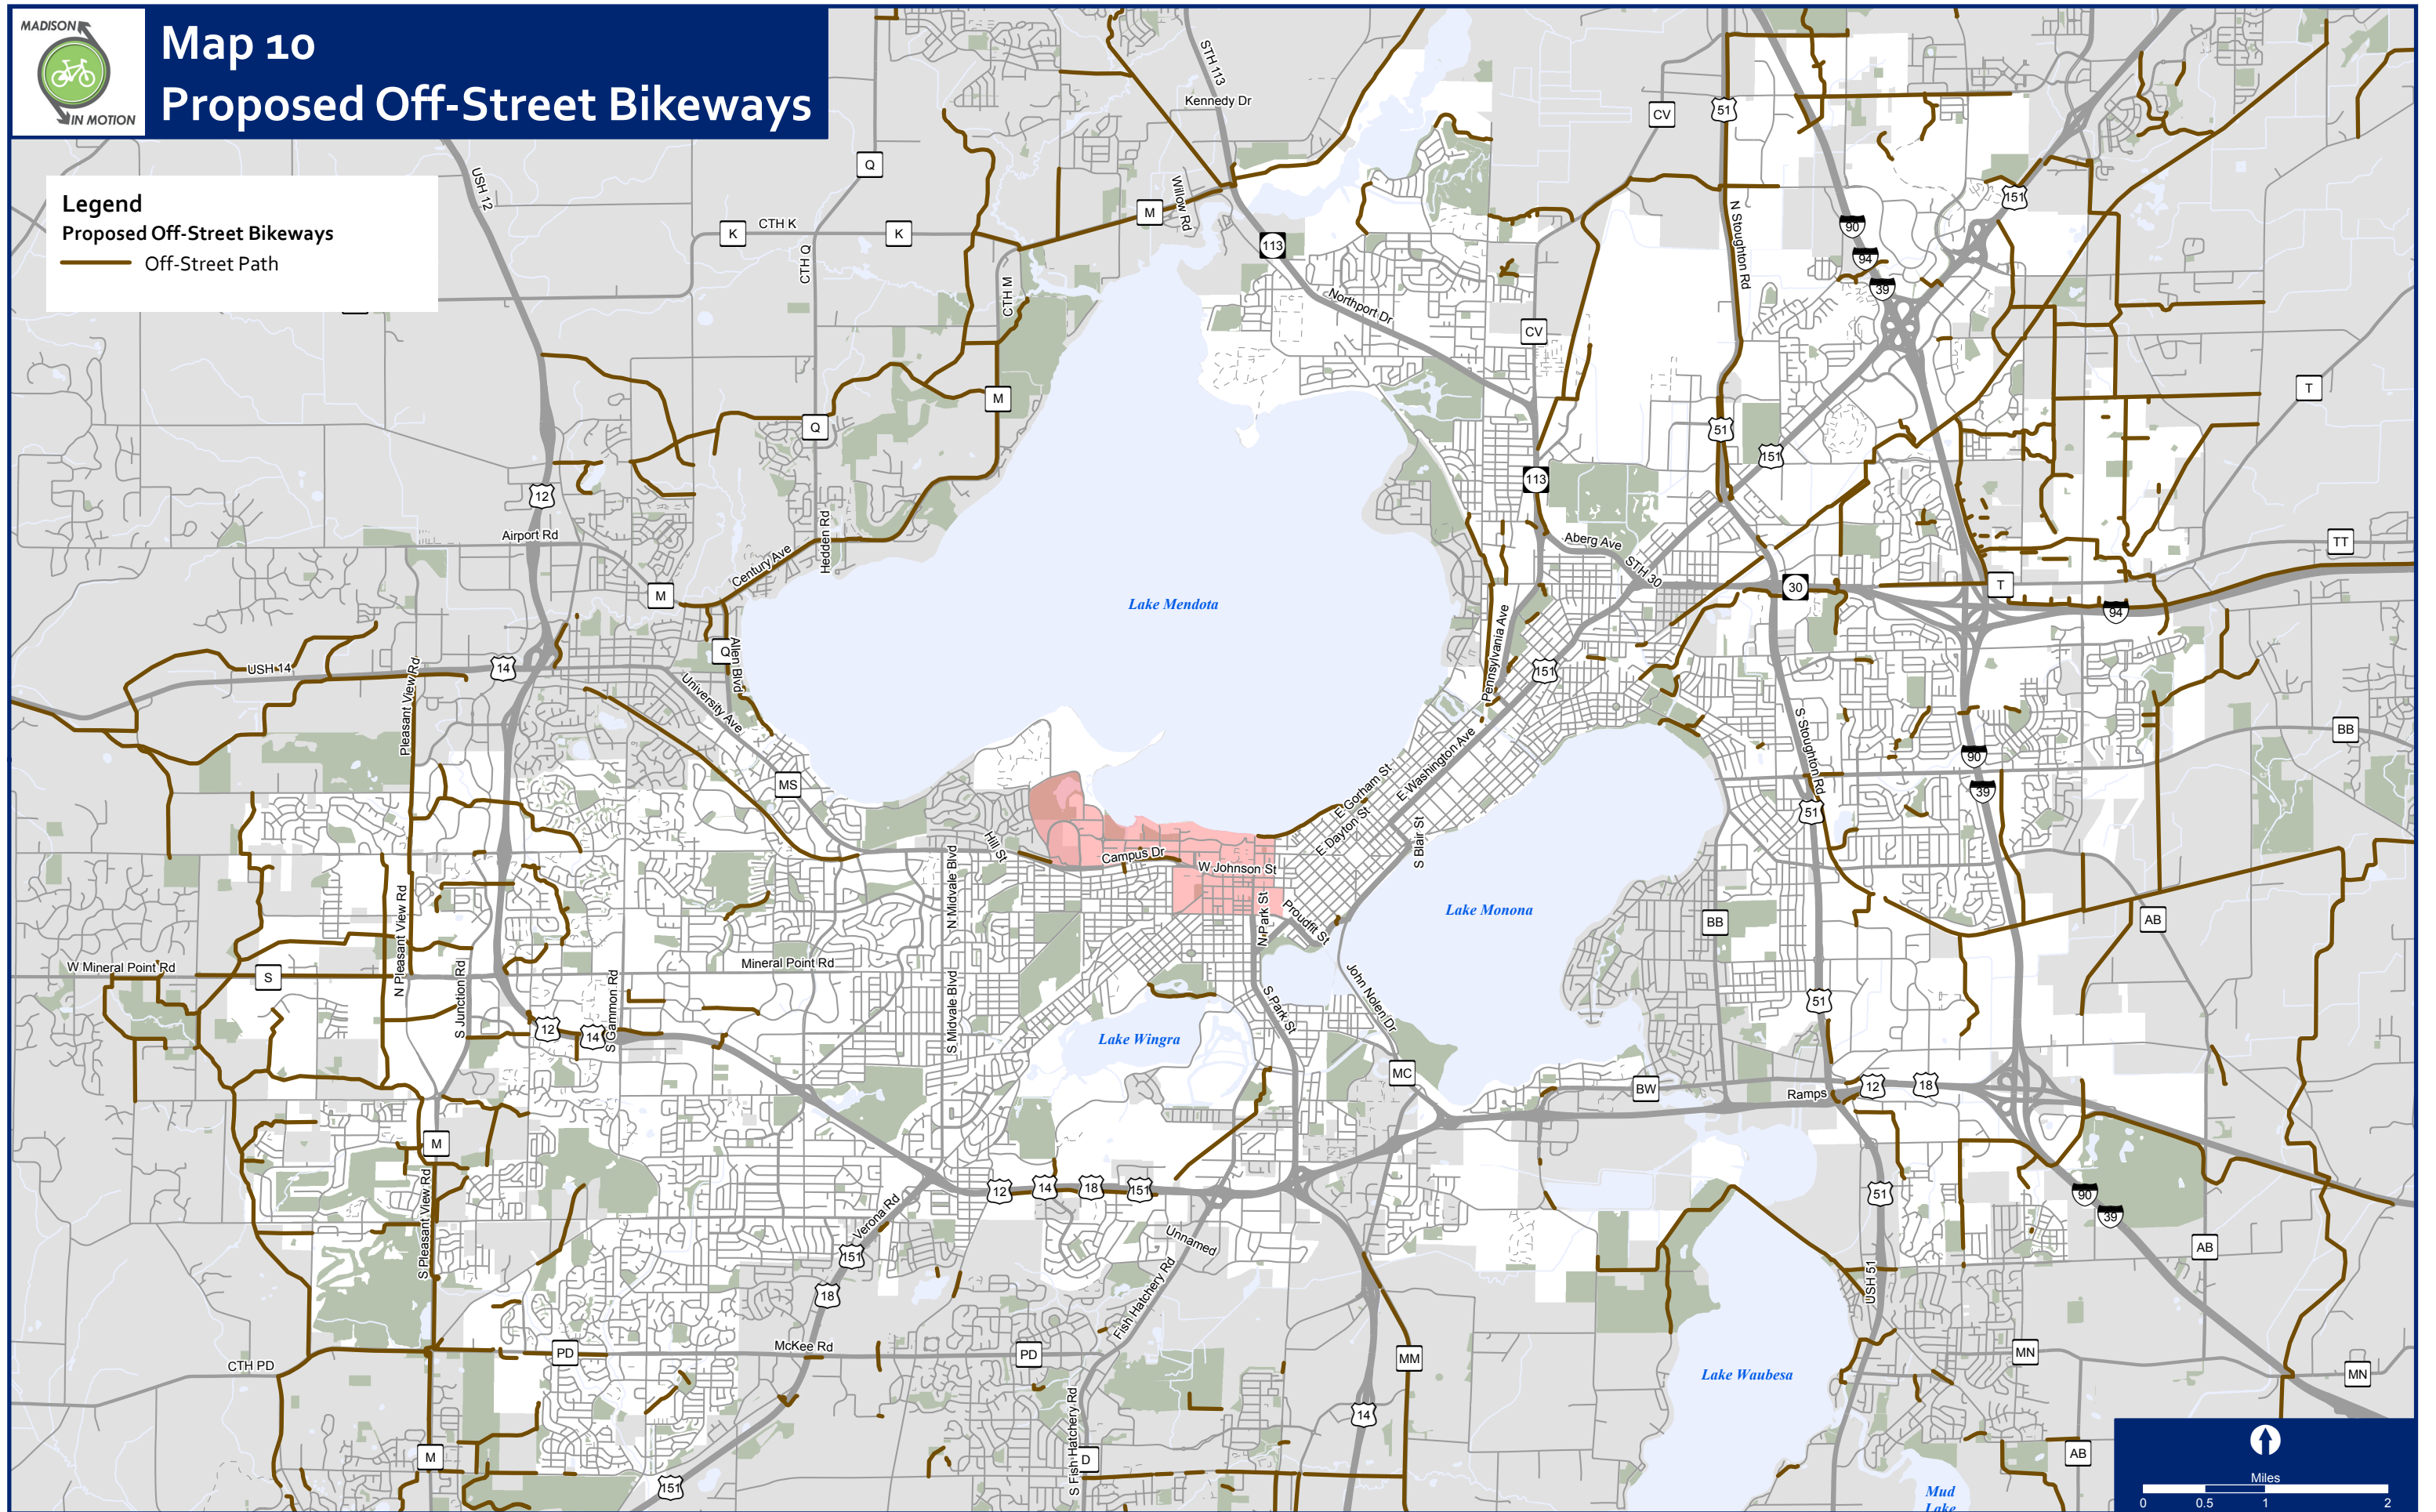 MADISON
IN MOTION
Map 10
Proposed Off-Street Bikeways
Legend
Proposed Off-Street Bikeways
Off-Street Path
USH 12
Q
STH 113
Kennedy Dr
CV
51
K
CTH K
K
CTH Q
M
Willow Rd
113
CTH M
N Stoughton Rd
90
94
39
151
Northport Dr
CV
M
Q
T
12
51
151
113
Airport Rd
Hedden Rd
Century Ave
Aberg Ave
STH 30
TT
M
Lake Mendota
30
T
94
Q
Allen Blvd
Pennsylvania Ave
USH 14
14
Pleasant View Rd
University Ave
151
S Stoughton Rd
BB
MS
E Gorham St
E Washington Ave
E Dayton St
90
39
51
Hill St
Campus Dr
W Johnson St
S Blair St
N Midvale Blvd
N Park St
Proudfit St
Lake Monona
BB
AB
N Pleasant View Rd
W Mineral Point Rd
S
Mineral Point Rd
S Junction Rd
S Gammon Rd
12
14
S Midvale Blvd
Lake Wingra
S Park St
John Nolen Dr
51
MC
BW
Ramps
12
18
M
S Pleasant View Rd
12
14
18
151
51
90
39
Verona Rd
Unnamed
151
18
Fish Hatchery Rd
USH 51
AB
CTH PD
PD
McKee Rd
PD
MM
Lake Waubesa
MN
MN
14
S Fish Hatchery Rd
M
D
151
AB
Mud
Lake
Miles
0 0.5 1 2